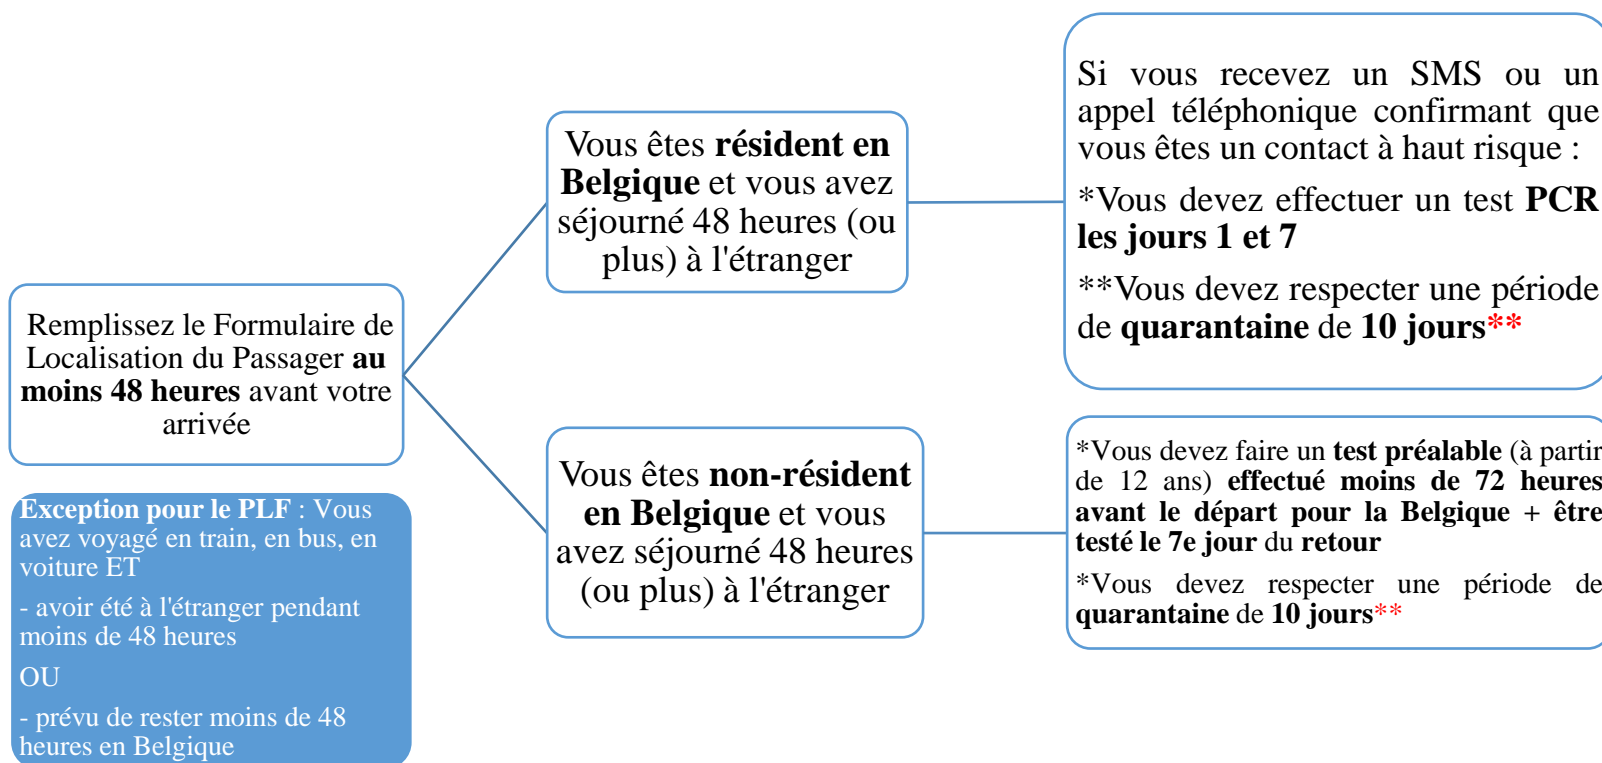 Remplissez le Formulaire de
Localisation du Passager au
moins 48 heures avant votre
arrivée
Exception pour le PLF : Vous
avez voyagé en train, en bus, en
voiture ET
- avoir été à l'étranger pendant
moins de 48 heures
OU
- prévu de rester moins de 48
heures en Belgique
Vous êtes résident en
Belgique et vous avez
séjourné 48 heures (ou
plus) à l'étranger
Vous êtes non-résident
en Belgique et vous
avez séjourné 48 heures
(ou plus) à l'étranger
Si vous recevez un SMS ou un
appel téléphonique confirmant que
vous êtes un contact à haut risque :
*Vous devez effectuer un test PCR
les jours 1 et 7
**Vous devez respecter une période
de quarantaine de 10 jours**
*Vous devez faire un test préalable (à partir
de 12 ans) effectué moins de 72 heures
avant le départ pour la Belgique + être
testé le 7e jour du retour
*Vous devez respecter une période de
quarantaine de 10 jours**